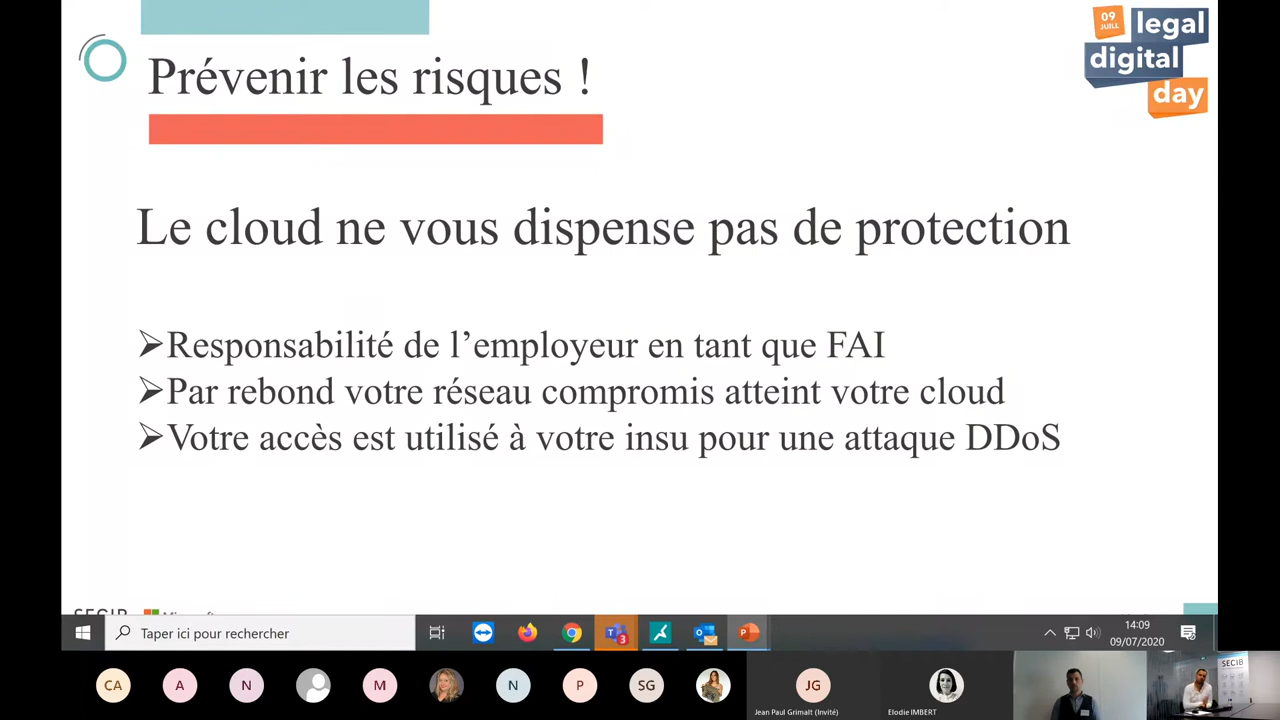 09
JUILL
legal
digital
day
Prévenir les risques !
Le cloud ne vous dispense pas de protection
➢Responsabilité de l’employeur en tant que FAI
➢Par rebond votre réseau compromis atteint votre cloud
➢Votre accès est utilisé à votre insu pour une attaque DDoS
SECIB
Microsoft
Taper ici pour rechercher
3
14:09
09/07/2020
CA
A
N
M
N
P
SG
JG
Jean Paul Grimalt (Invité)
Elodie IMBERT
SECIB